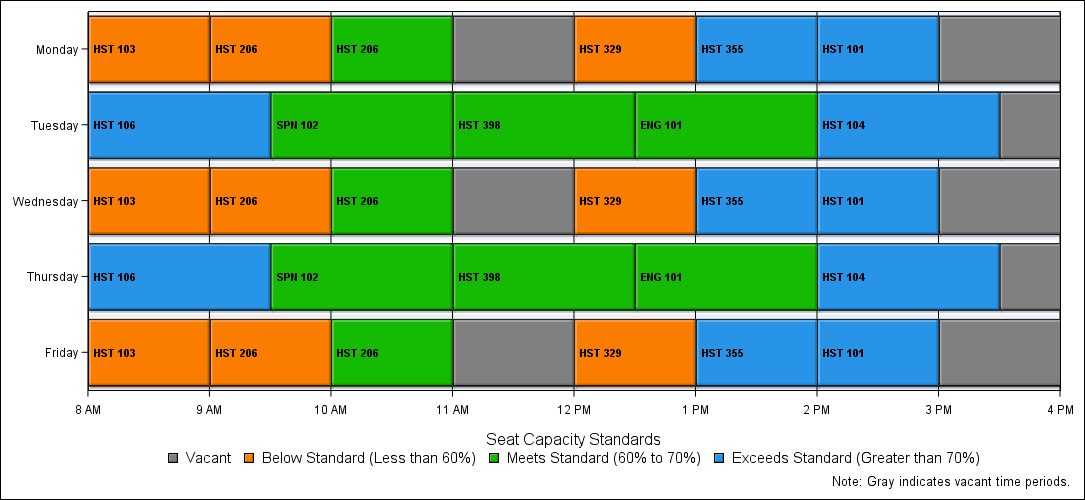 Monday HST 103 HST 206 HST 206 HST 329 HST 355 HST 101
Tuesday HST 106 SPN 102 HST 398 ENG 101 HST 104
Wednesday HST 103 HST 206 HST 206 HST 329 HST 355 HST 101
Thursday HST 106 SPN 102 HST 398 ENG 101 HST 104
Friday HST 103 HST 206 HST 206 HST 329 HST 355 HST 101
8 AM 9 AM 10 AM 11 AM 12 PM 1 PM 2 PM 3 PM 4 PM
Seat Capacity Standards
Vacant Below Standard (Less than 60%) Meets Standard (60% to 70%) Exceeds Standard (Greater than 70%)
Note: Gray indicates vacant time periods.